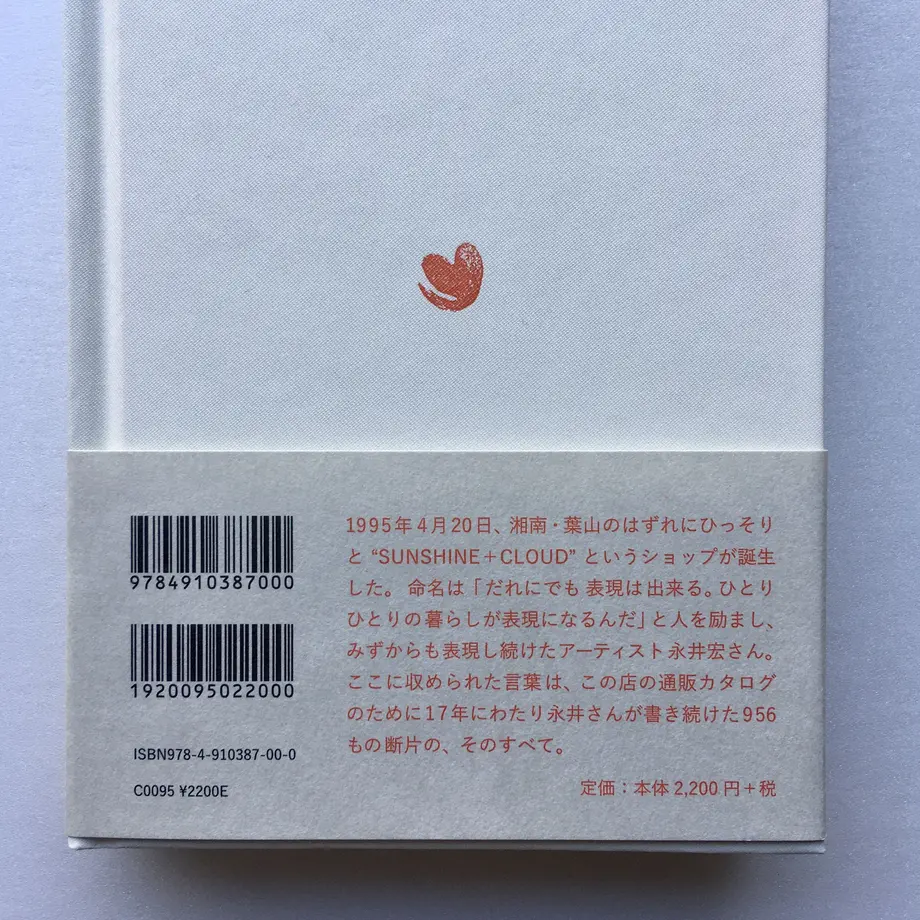 9784910387000
1920095022000
ISBN978-4-910387-00-0
C0095 ¥2200E
1995年4月20日、湘南・葉山のはずれにひっそり
と “SUNSHINE＋CLOUD” というショップが誕生
した。 命名は「だれにでも 表現は 出来る。ひとり
ひとりの暮らしが表現になるんだ」と人を励まし、
みずからも表現し続けたアーティスト永井宏さん。
ここに収められた言葉は、この店の通販カタログ
のために17年にわたり永井さんが書き続けた956
もの断片の、そのすべて。
定価：本体 2,200 円＋税